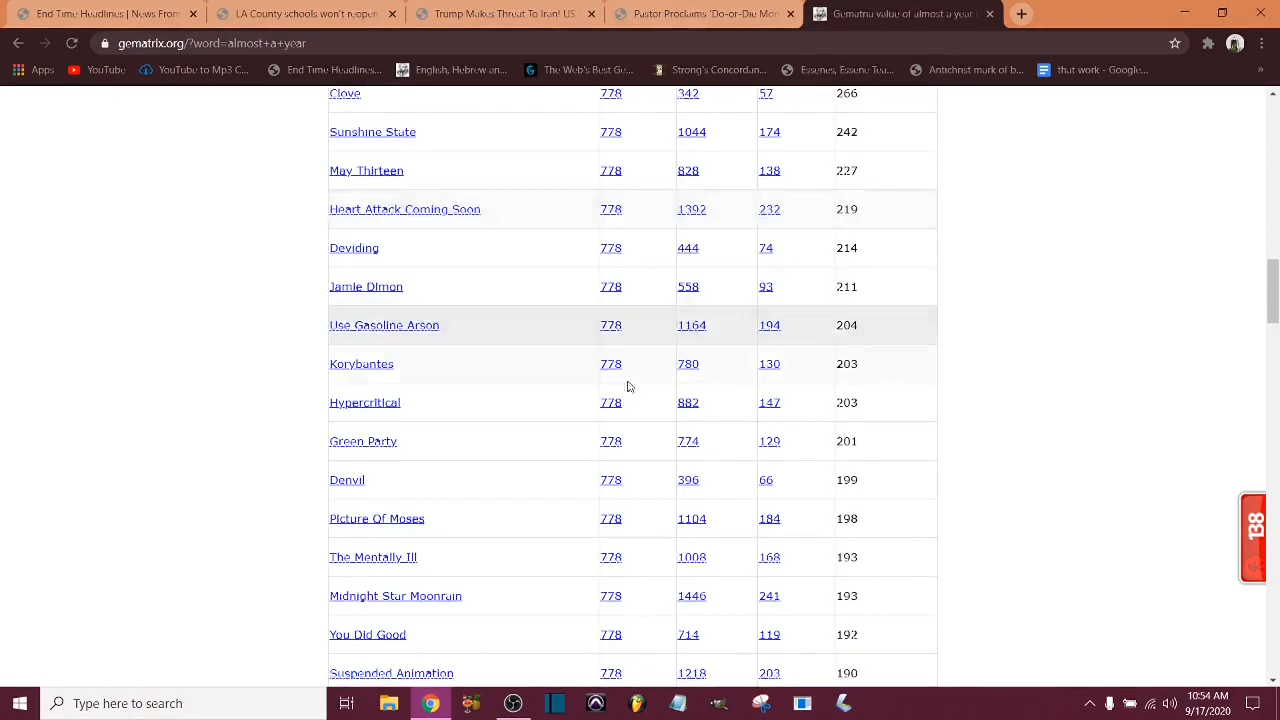 End Time Headlines | News From
LA County schools won't reopen
Trump Makes Threat To Iran! US
Pastor Proclaims 'Do-or-Die Mon
Gematria value of almost a year i
gematrix.org/?word=almost+a+year
Apps YouTube YouTube to Mp3 C... End Time Headlines... English, Hebrew an... The Web's Best Ge... Strong's Concordan... Essenes, Essene Tea... Antichrist mark of b... that work - Google... »
Clove 778 342 57 266
Sunshine State 778 1044 174 242
May Thirteen 778 828 138 227
Heart Attack Coming Soon 778 1392 232 219
Deviding 778 444 74 214
Jamie Dimon 778 558 93 211
Use Gasoline Arson 778 1164 194 204
Korybantes 778 780 130 203
Hypercritical 778 882 147 203
Green Party 778 774 129 201
Denvil 778 396 66 199
Picture Of Moses 778 1104 184 198
The Mentally Ill 778 1008 168 193
Midnight Star Moonrain 778 1446 241 193
You Did Good 778 714 119 192
Suspended Animation 778 1218 203 190
138
Type here to search
10:54 AM
9/17/2020